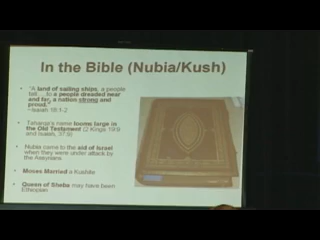 In the Bible (Nubia/Kush)
"A land of sailing ships, a people
tall ... to a people dreaded near
and far, a nation strong and
proud."
-Isaiah 18:1-2
Taharqa's name looms large in
the Old Testament (2 Kings 19:9
and Isaiah, 37:9)
Nubia came to the aid of Israel
when they were under attack by
the Assyrians
Moses Married a Kushite
Queen of Sheba may have been
Ethiopian